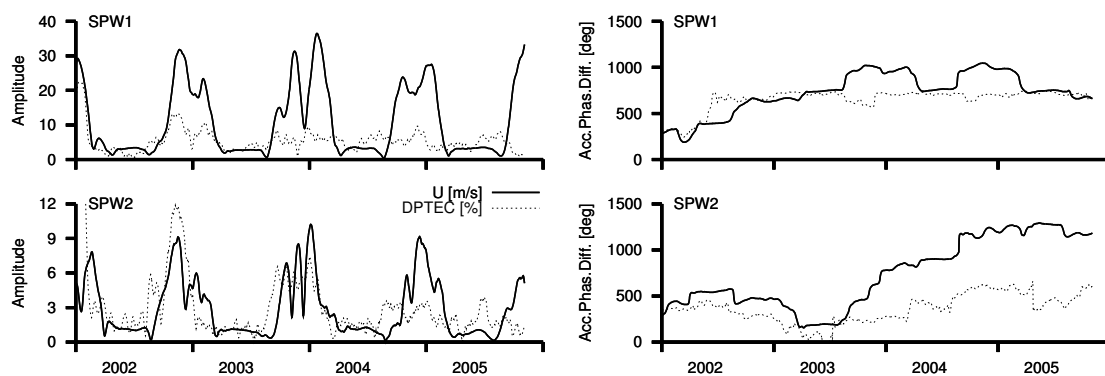 SPW1
40
30
20
10
0
Amplitude
SPW1
1500
1000
500
0
Acc.Phas.Diff. [deg]
SPW2
12
9
6
3
0
Amplitude
U [m/s]
DPTEC [%]
2002 2003 2004 2005
SPW2
1500
1000
500
0
Acc.Phas.Diff. [deg]
2002 2003 2004 2005